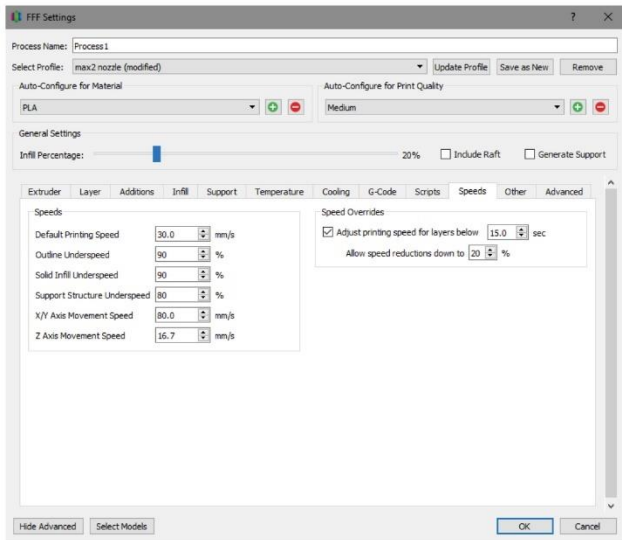 FFF Settings
Process Name: Process1
Select Profile: max2 nozzle (modified) Update Profile Save as New Remove
Auto-Configure for Material Auto-Configure for Print Quality
PLA Medium
General Settings
Infill Percentage: 20% Include Raft Generate Support
Extruder Layer Additions Infill Support Temperature Cooling G-Code Scripts Speeds Other Advanced
Speeds Speed Overrides
Default Printing Speed 30.0 mm/s Adjust printing speed for layers below 15.0 sec
Outline Underspeed 90 % Allow speed reductions down to 20 %
Solid Infill Underspeed 90 %
Support Structure Underspeed 80 %
X/Y Axis Movement Speed 80.0 mm/s
Z Axis Movement Speed 16.7 mm/s
Hide Advanced Select Models OK Cancel